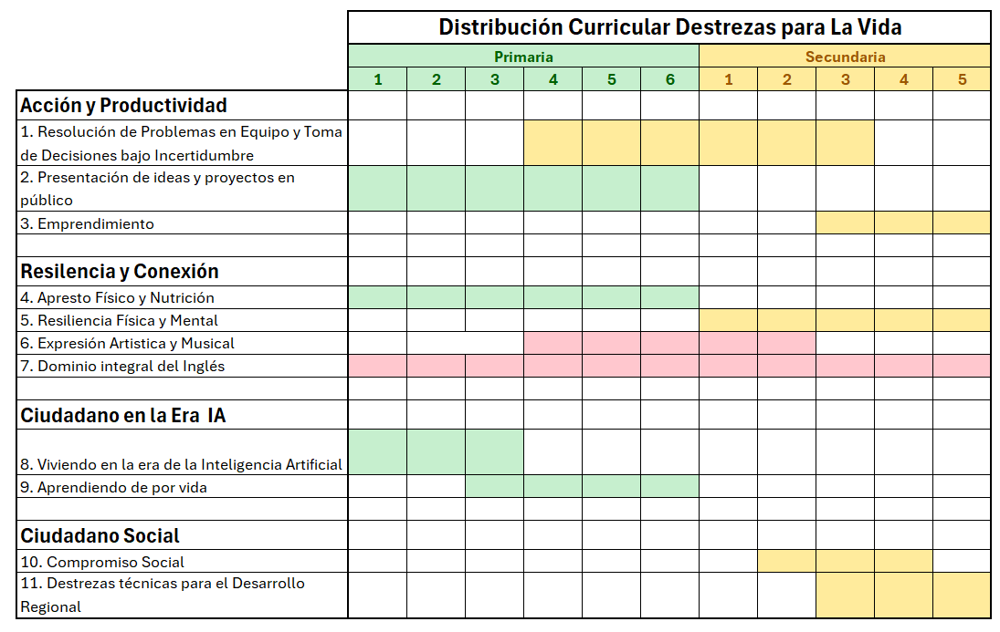 Distribución Curricular Destrezas para La Vida
Primaria Secundaria
1 2 3 4 5 6 1 2 3 4 5
Acción y Productividad
1. Resolución de Problemas en Equipo y Toma
de Decisiones bajo Incertidumbre
2. Presentación de ideas y proyectos en
público
3. Emprendimiento
Resilencia y Conexión
4. Apresto Físico y Nutrición
5. Resiliencia Física y Mental
6. Expresión Artistica y Musical
7. Dominio integral del Inglés
Ciudadano en la Era IA
8. Viviendo en la era de la Inteligencia Artificial
9. Aprendiendo de por vida
Ciudadano Social
10. Compromiso Social
11. Destrezas técnicas para el Desarrollo
Regional